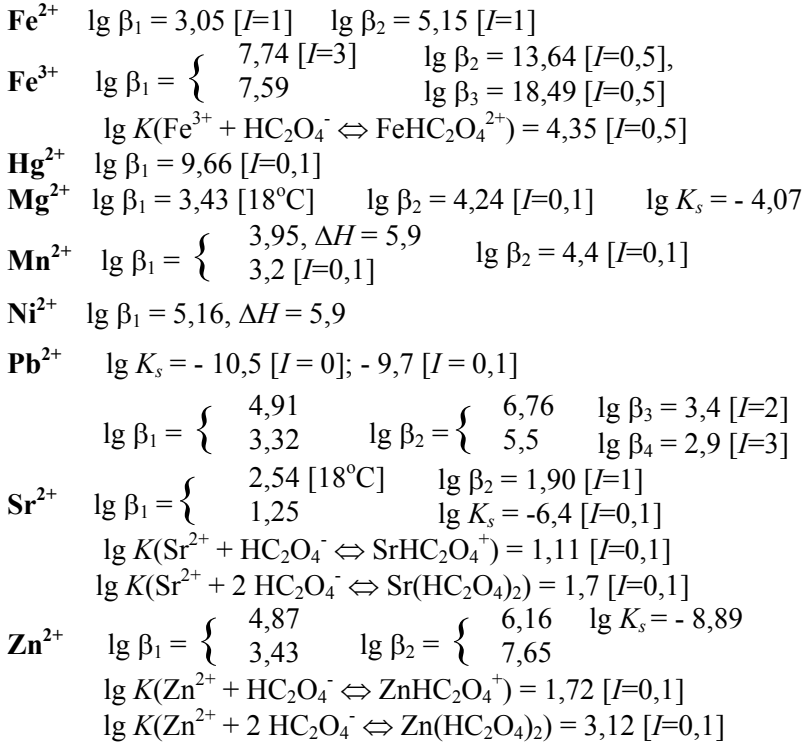 Fe²⁺ lg β₁ = 3,05 [I=1] lg β₂ = 5,15 [I=1]
Fe³⁺ lg β₁ = { 7,74 [I=3] lg β₂ = 13,64 [I=0,5],
7,59 lg β₃ = 18,49 [I=0,5]
lg K(Fe³⁺ + HC₂O₄⁻ ⇔ FeHC₂O₄²⁺) = 4,35 [I=0,5]
Hg²⁺ lg β₁ = 9,66 [I=0,1]
Mg²⁺ lg β₁ = 3,43 [18°C] lg β₂ = 4,24 [I=0,1] lg Kₛ = - 4,07
Mn²⁺ lg β₁ = { 3,95, ΔH = 5,9 lg β₂ = 4,4 [I=0,1]
3,2 [I=0,1]
Ni²⁺ lg β₁ = 5,16, ΔH = 5,9
Pb²⁺ lg Kₛ = - 10,5 [I = 0]; - 9,7 [I = 0,1]
lg β₁ = { 4,91 lg β₂ = { 6,76 lg β₃ = 3,4 [I=2]
3,32 5,5 lg β₄ = 2,9 [I=3]
Sr²⁺ lg β₁ = { 2,54 [18°C] lg β₂ = 1,90 [I=1]
1,25 lg Kₛ = -6,4 [I=0,1]
lg K(Sr²⁺ + HC₂O₄⁻ ⇔ SrHC₂O₄⁺) = 1,11 [I=0,1]
lg K(Sr²⁺ + 2 HC₂O₄⁻ ⇔ Sr(HC₂O₄)₂) = 1,7 [I=0,1]
Zn²⁺ lg β₁ = { 4,87 lg β₂ = { 6,16 lg Kₛ = - 8,89
3,43 7,65
lg K(Zn²⁺ + HC₂O₄⁻ ⇔ ZnHC₂O₄⁺) = 1,72 [I=0,1]
lg K(Zn²⁺ + 2 HC₂O₄⁻ ⇔ Zn(HC₂O₄)₂) = 3,12 [I=0,1]